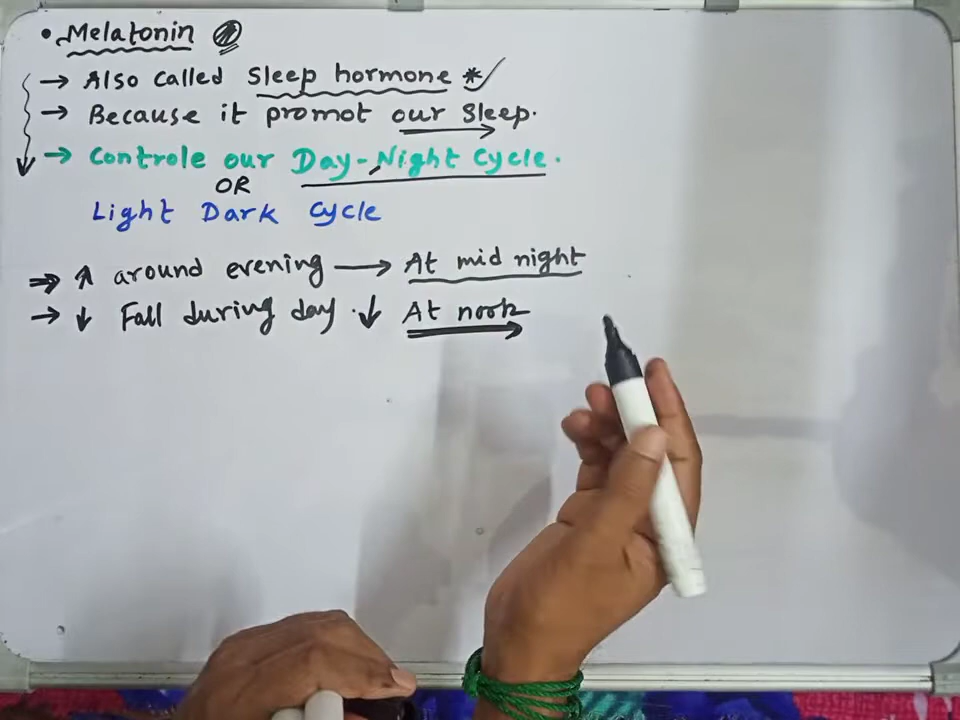 • Melatonin
→ Also called Sleep hormone *✓
→ Because it promot our Sleep.
→ Controle our Day-Night Cycle.
OR
Light Dark Cycle
⇒ ↑ around evening → At mid night
→ ↓ Fall during day ↓ At noon